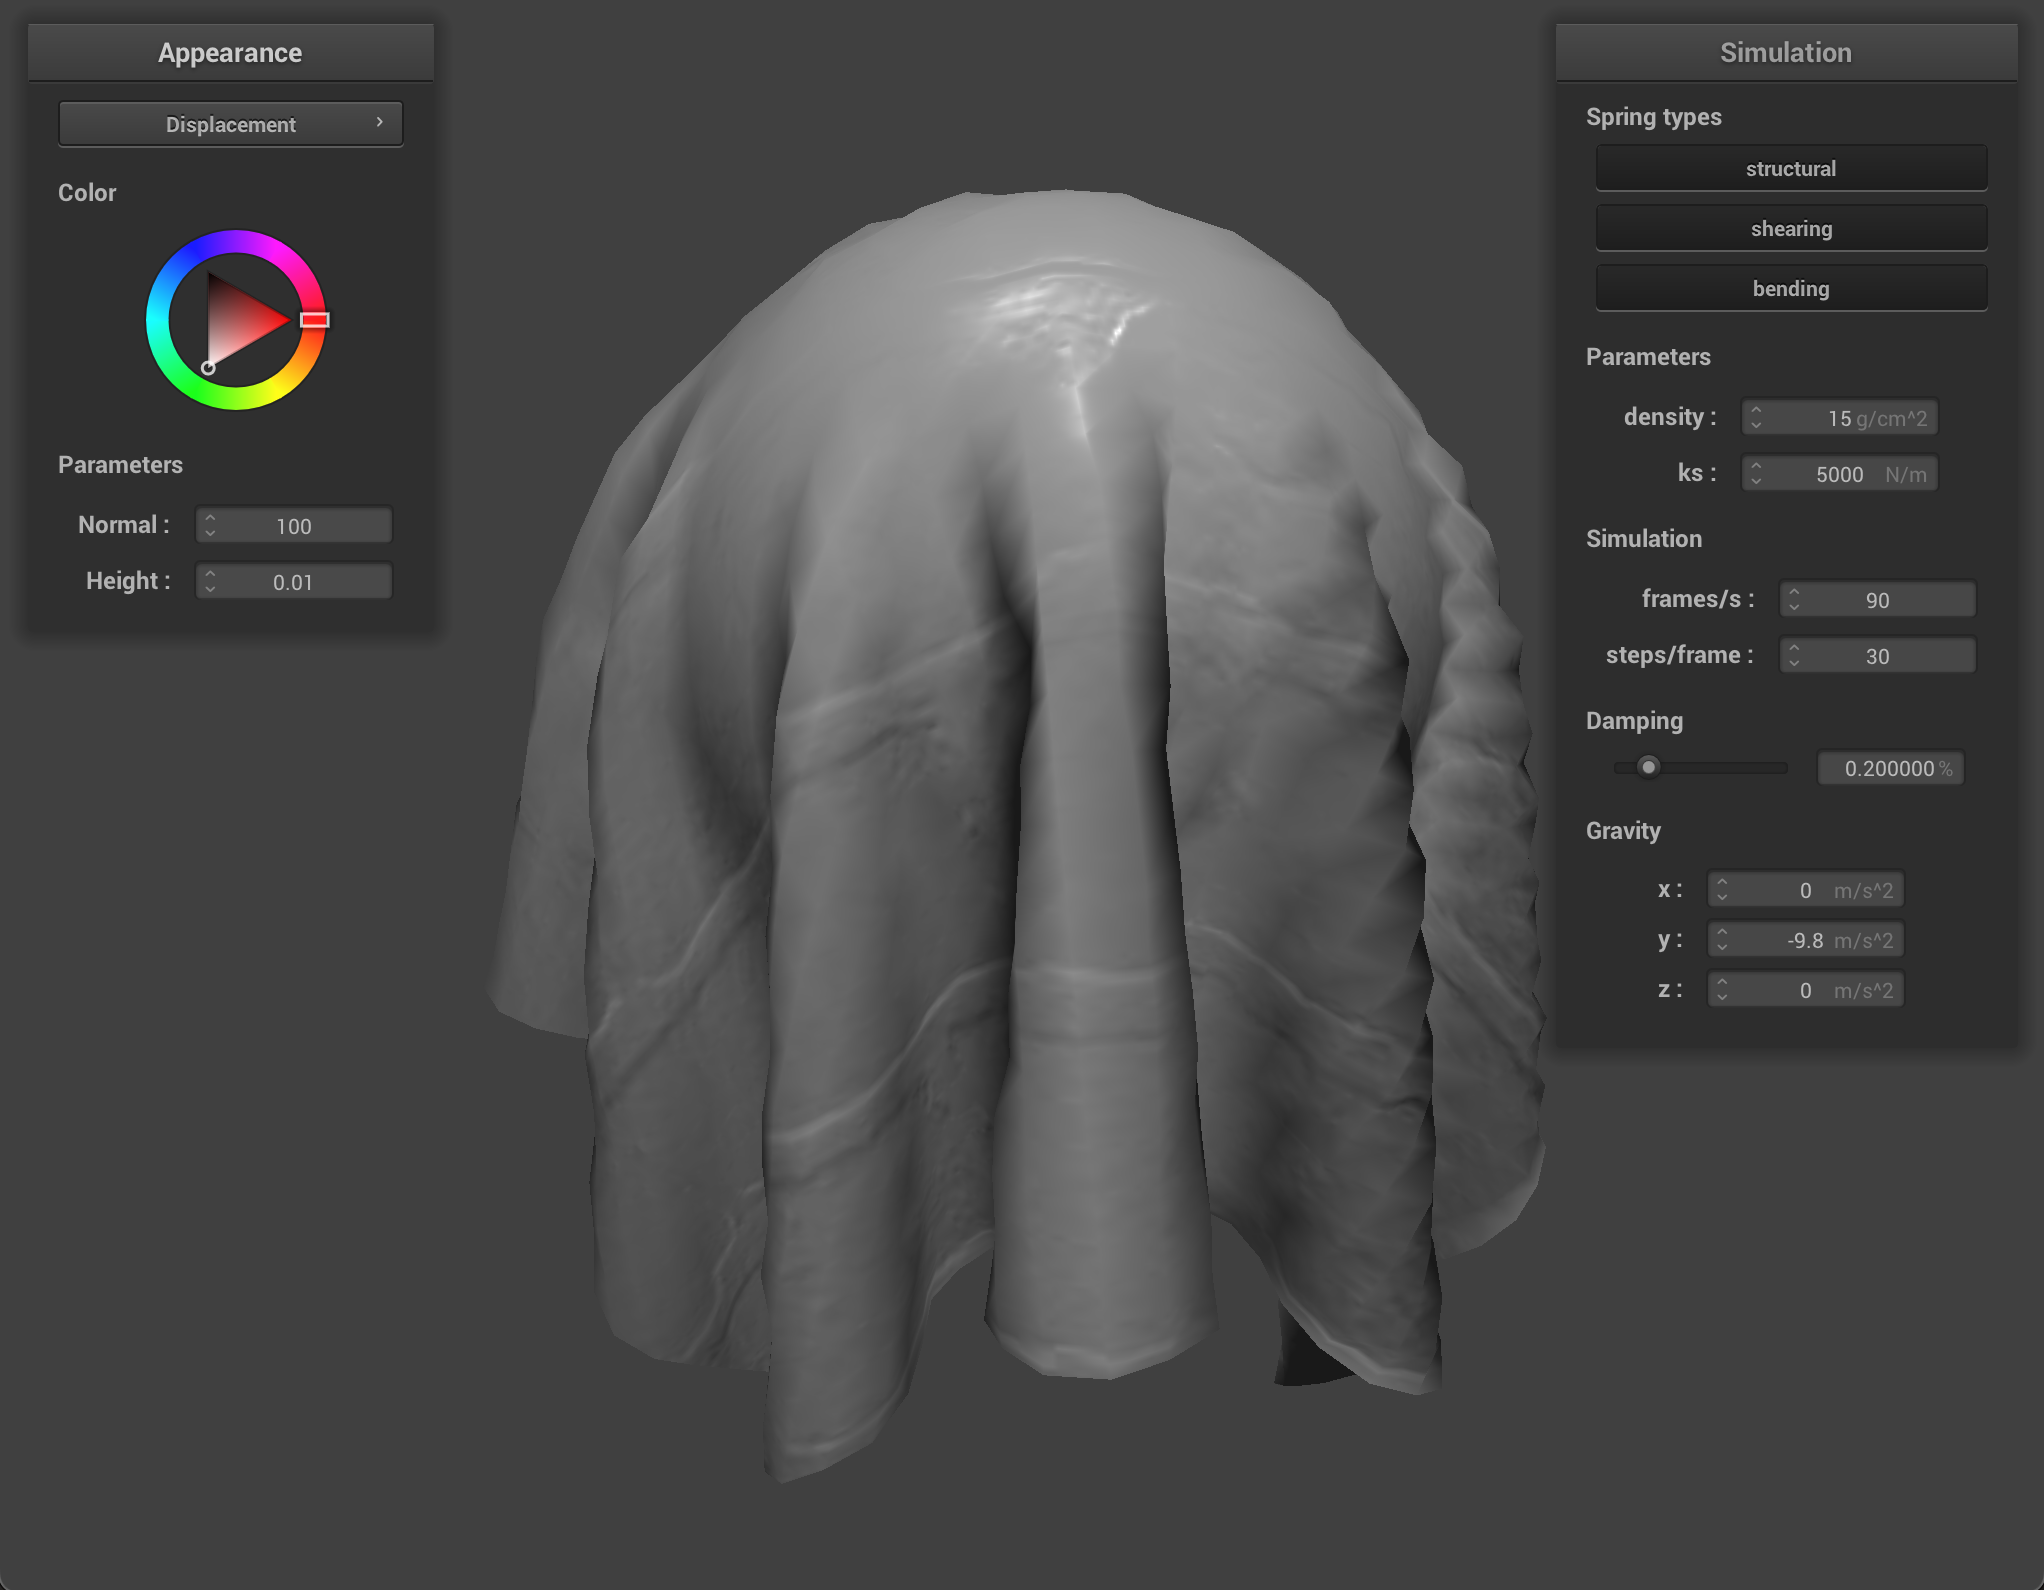 Appearance
Displacement ›
Color
Parameters
Normal : 100
Height : 0.01
Simulation
Spring types
structural
shearing
bending
Parameters
density : 15 g/cm^2
ks : 5000 N/m
Simulation
frames/s : 90
steps/frame : 30
Damping
0.200000 %
Gravity
x : 0 m/s^2
y : -9.8 m/s^2
z : 0 m/s^2